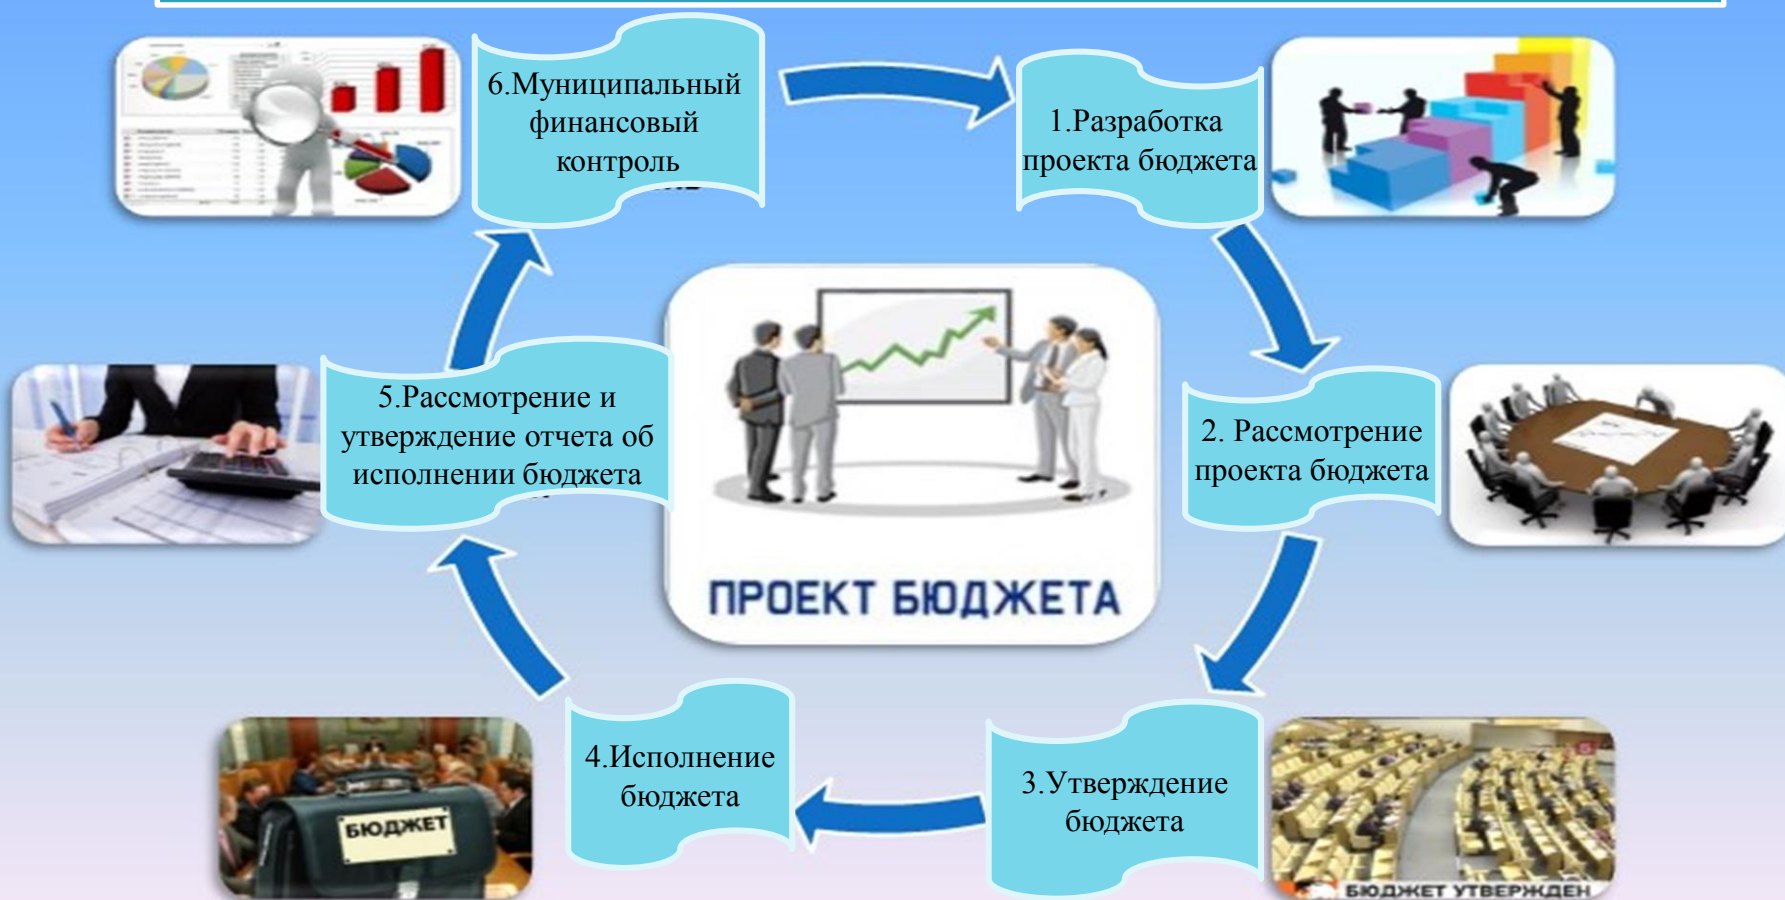 6.Муниципальный
финансовый
контроль
1.Разработка
проекта бюджета
5.Рассмотрение и
утверждение отчета об
исполнении бюджета
2. Рассмотрение
проекта бюджета
ПРОЕКТ БЮДЖЕТА
4.Исполнение
бюджета
3.Утверждение
бюджета
БЮДЖЕТ
БЮДЖЕТ УТВЕРЖДЕН